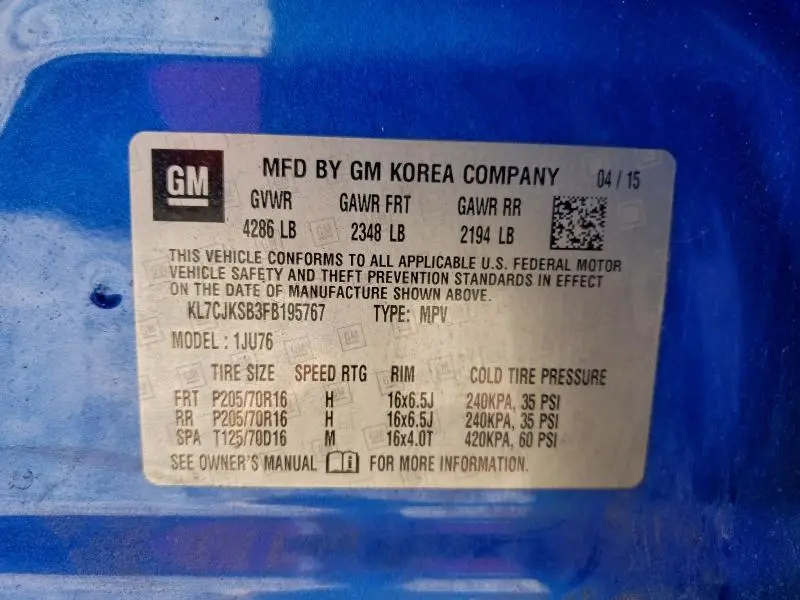 GM MFD BY GM KOREA COMPANY 04 / 15
GVWR GAWR FRT GAWR RR
4286 LB 2348 LB 2194 LB
THIS VEHICLE CONFORMS TO ALL APPLICABLE U.S. FEDERAL MOTOR
VEHICLE SAFETY AND THEFT PREVENTION STANDARDS IN EFFECT
ON THE DATE OF MANUFACTURE SHOWN ABOVE.
KL7CJKSB3FB195767 TYPE: MPV
MODEL : 1JU76
TIRE SIZE SPEED RTG RIM COLD TIRE PRESSURE
FRT P205/70R16 H 16x6.5J 240KPA, 35 PSI
RR P205/70R16 H 16x6.5J 240KPA, 35 PSI
SPA T125/70D16 M 16x4.0T 420KPA, 60 PSI
SEE OWNER'S MANUAL FOR MORE INFORMATION.